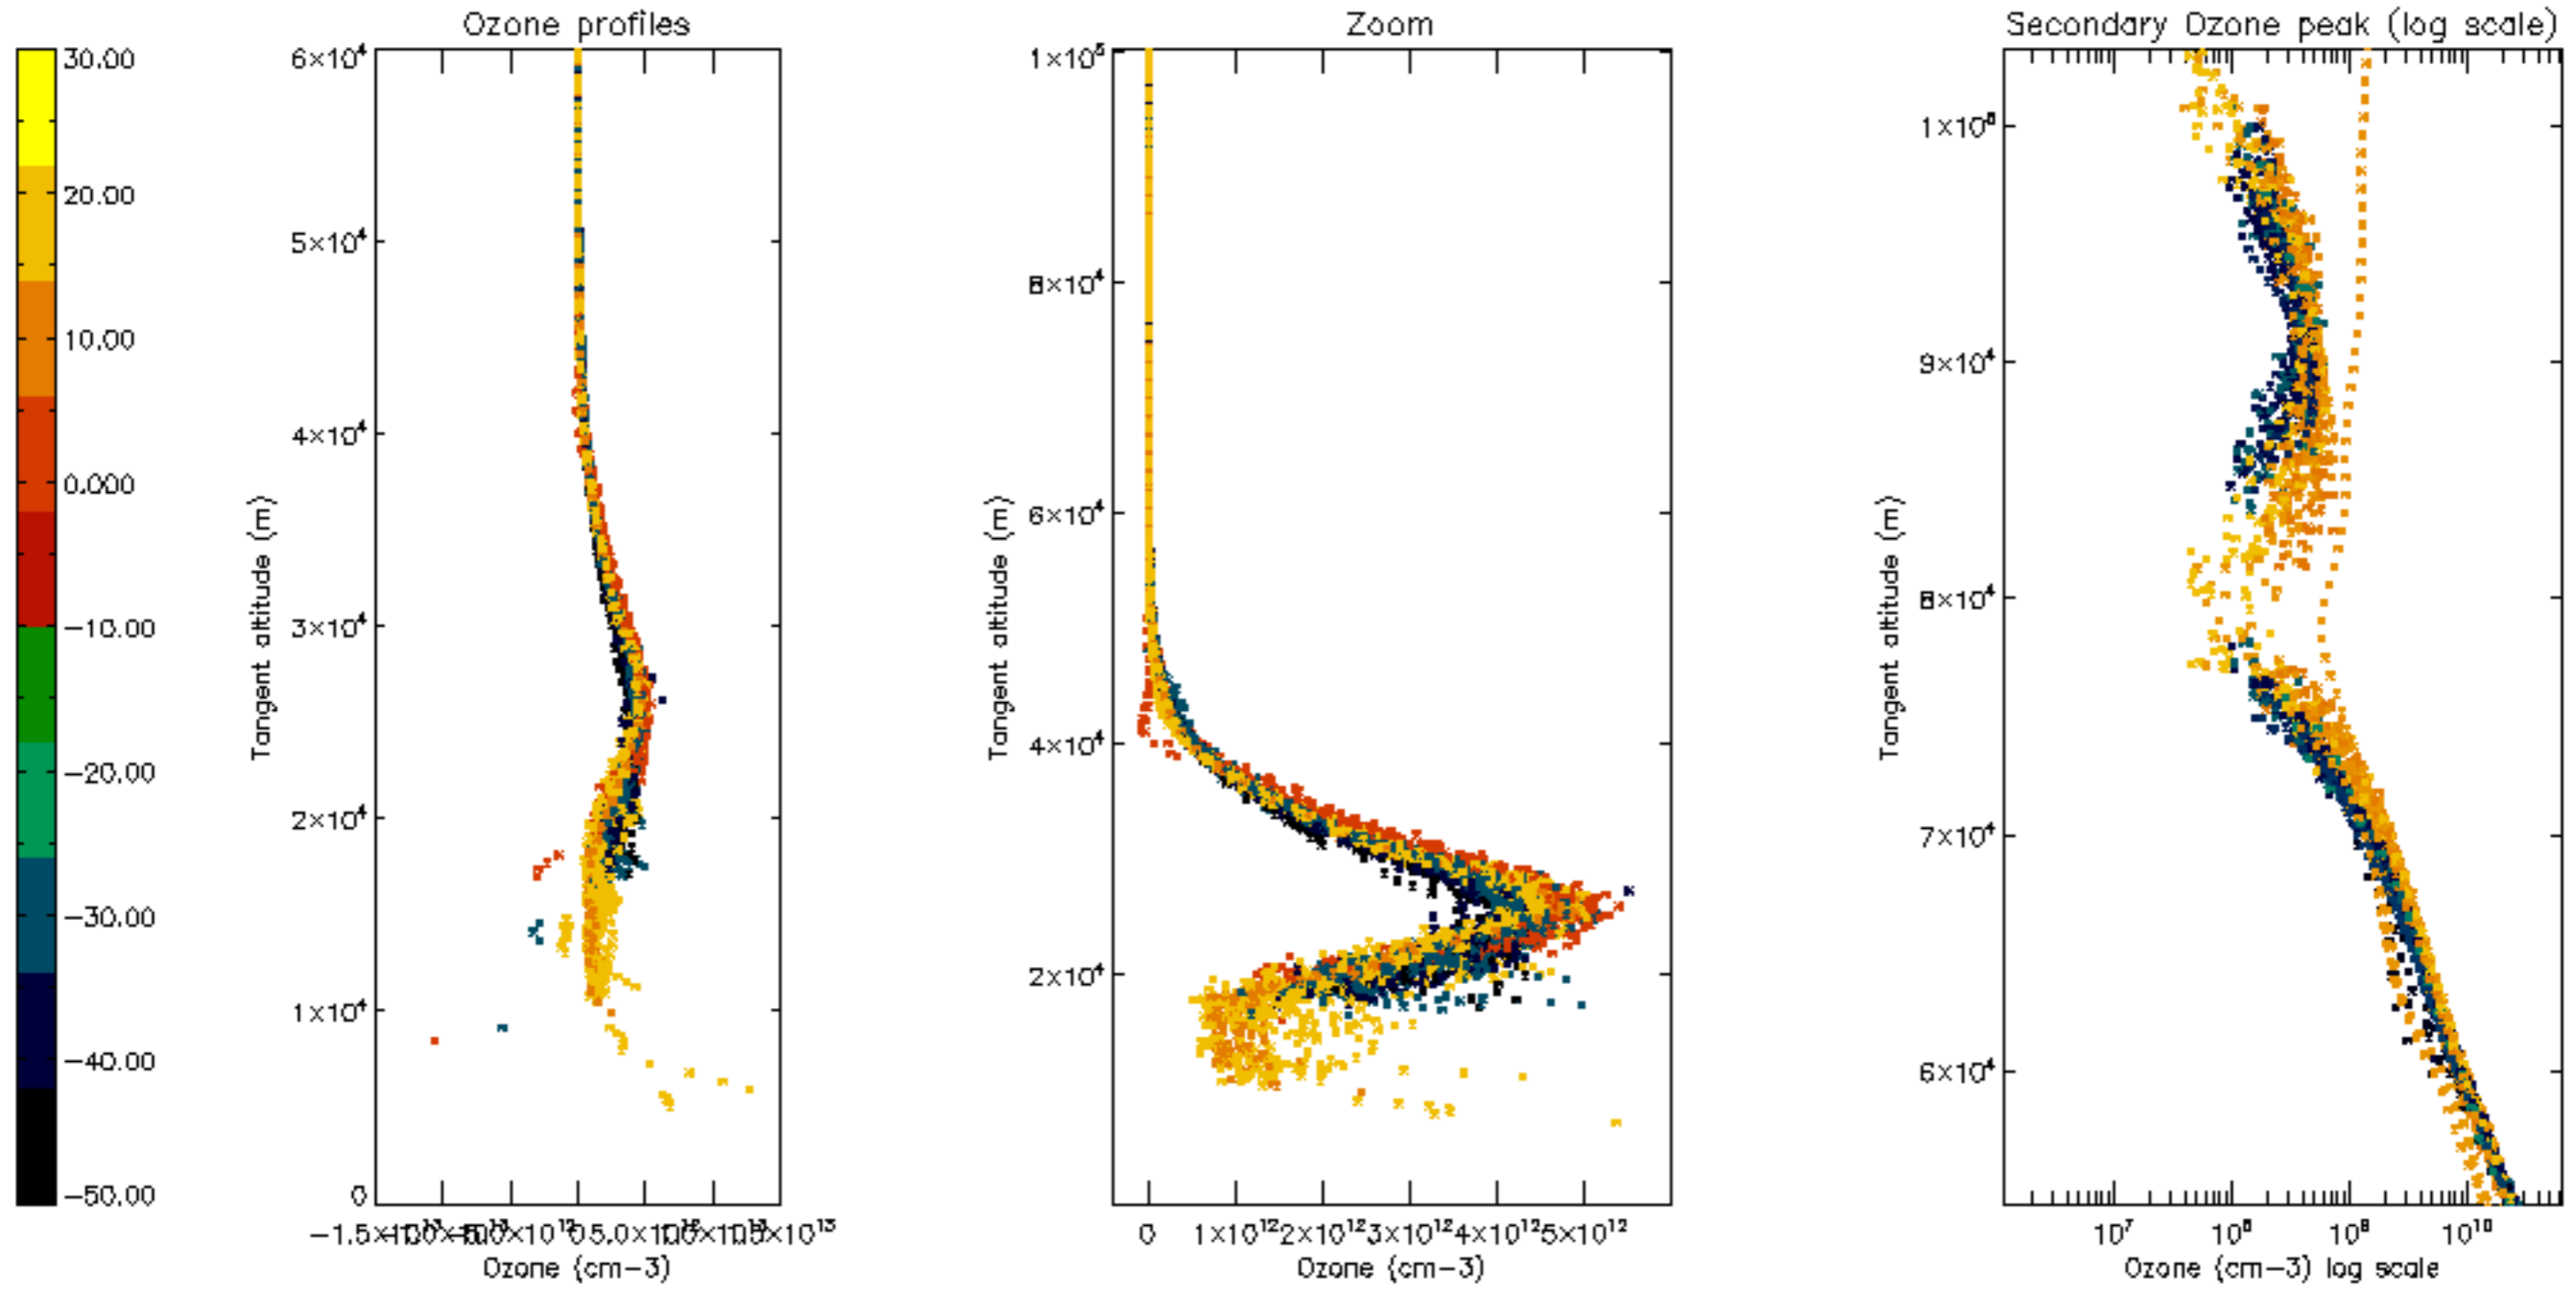 Ozone profiles
Zoom
Secondary Ozone peak (log scale)
30.00
20.00
10.00
0.000
−10.00
−20.00
−30.00
−40.00
−50.00
6×10⁴
5×10⁴
4×10⁴
3×10⁴
2×10⁴
1×10⁴
0
Tangent altitude (m)
Ozone (cm−3)
1×10⁵
8×10⁴
6×10⁴
4×10⁴
2×10⁴
Tangent altitude (m)
0 1×10¹² 2×10¹² 3×10¹² 4×10¹² 5×10¹²
Ozone (cm−3)
1×10⁵
9×10⁴
8×10⁴
7×10⁴
6×10⁴
Tangent altitude (m)
10⁷ 10⁸ 10⁹ 10¹⁰
Ozone (cm−3) log scale